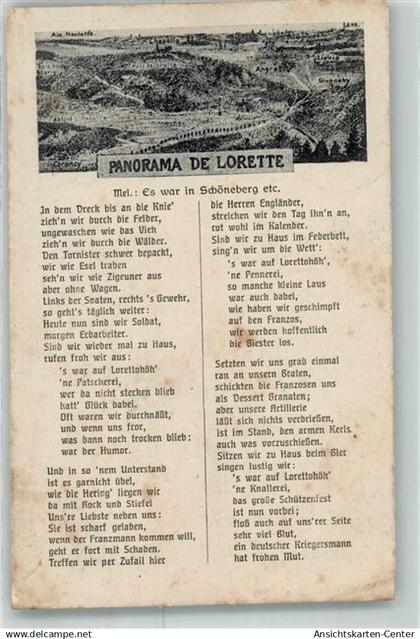 Aix Noulette.
Lens.
Angres
Givenchy
Ablain
Carency
PANORAMA DE LORETTE
Mel.: Es war in Schöneberg etc.
In dem Dreck bis an die Knie'
zieh'n wir durch die Felder,
ungewaschen wie das Vieh
zieh'n wir durch die Wälder.
Den Tornister schwer bepackt,
wir wie Esel traben
seh'n wir wie Zigeuner aus
aber ohne Wagen.
Links der Spaten, rechts 's Gewehr,
so geht's täglich weiter:
Heute nun sind wir Soldat,
morgen Erdarbeiter.
Sind wir wieder mal zu Haus,
rufen froh wir aus:
's war auf Lorettohöh'
'ne Patscherei,
wer da nicht stecken blieb
hatt' Glück dabei.
Oft waren wir durchnäßt,
und wenn uns fror,
was dann noch trocken blieb:
war der Humor.
Und in so 'nem Unterstand
ist es garnicht übel,
wie die Hering' liegen wir
da mit Rock und Stiefel
Uns're Liebste neben uns:
Sie ist scharf geladen,
wenn der Franzmann kommen will,
geht er fort mit Schaden.
Treffen wir per Zufall hier
die Herren Engländer,
streichen wir den Tag ihn'n an,
rot wohl im Kalender.
Sind wir zu Haus im Federbett,
sing'n wir um die Wett':
's war auf Lorettohöh',
'ne Pennerei,
so manche kleine Laus
war auch dabei,
wie haben wir geschimpft
auf den Franzos,
wir werden hoffentlich
die Biester los.
Setzten wir uns grad einmal
ran an unsern Braten,
schickten die Franzosen uns
als Dessert Granaten;
aber unsere Artillerie
läßt sich nichts verdrießen,
ist im Stand, den armen Kerls
auch was vorzuschießen.
Sitzen wir zu Haus beim Bier
singen lustig wir:
's war auf Lorettohöh'
'ne Knallerei,
das große Schützenfest
ist nun vorbei;
floß auch auf uns'rer Seite
sehr viel Blut,
ein deutscher Kriegersmann
hat frohen Mut.
www.ansichtskarten-center.de
Ansichtskarten-Center